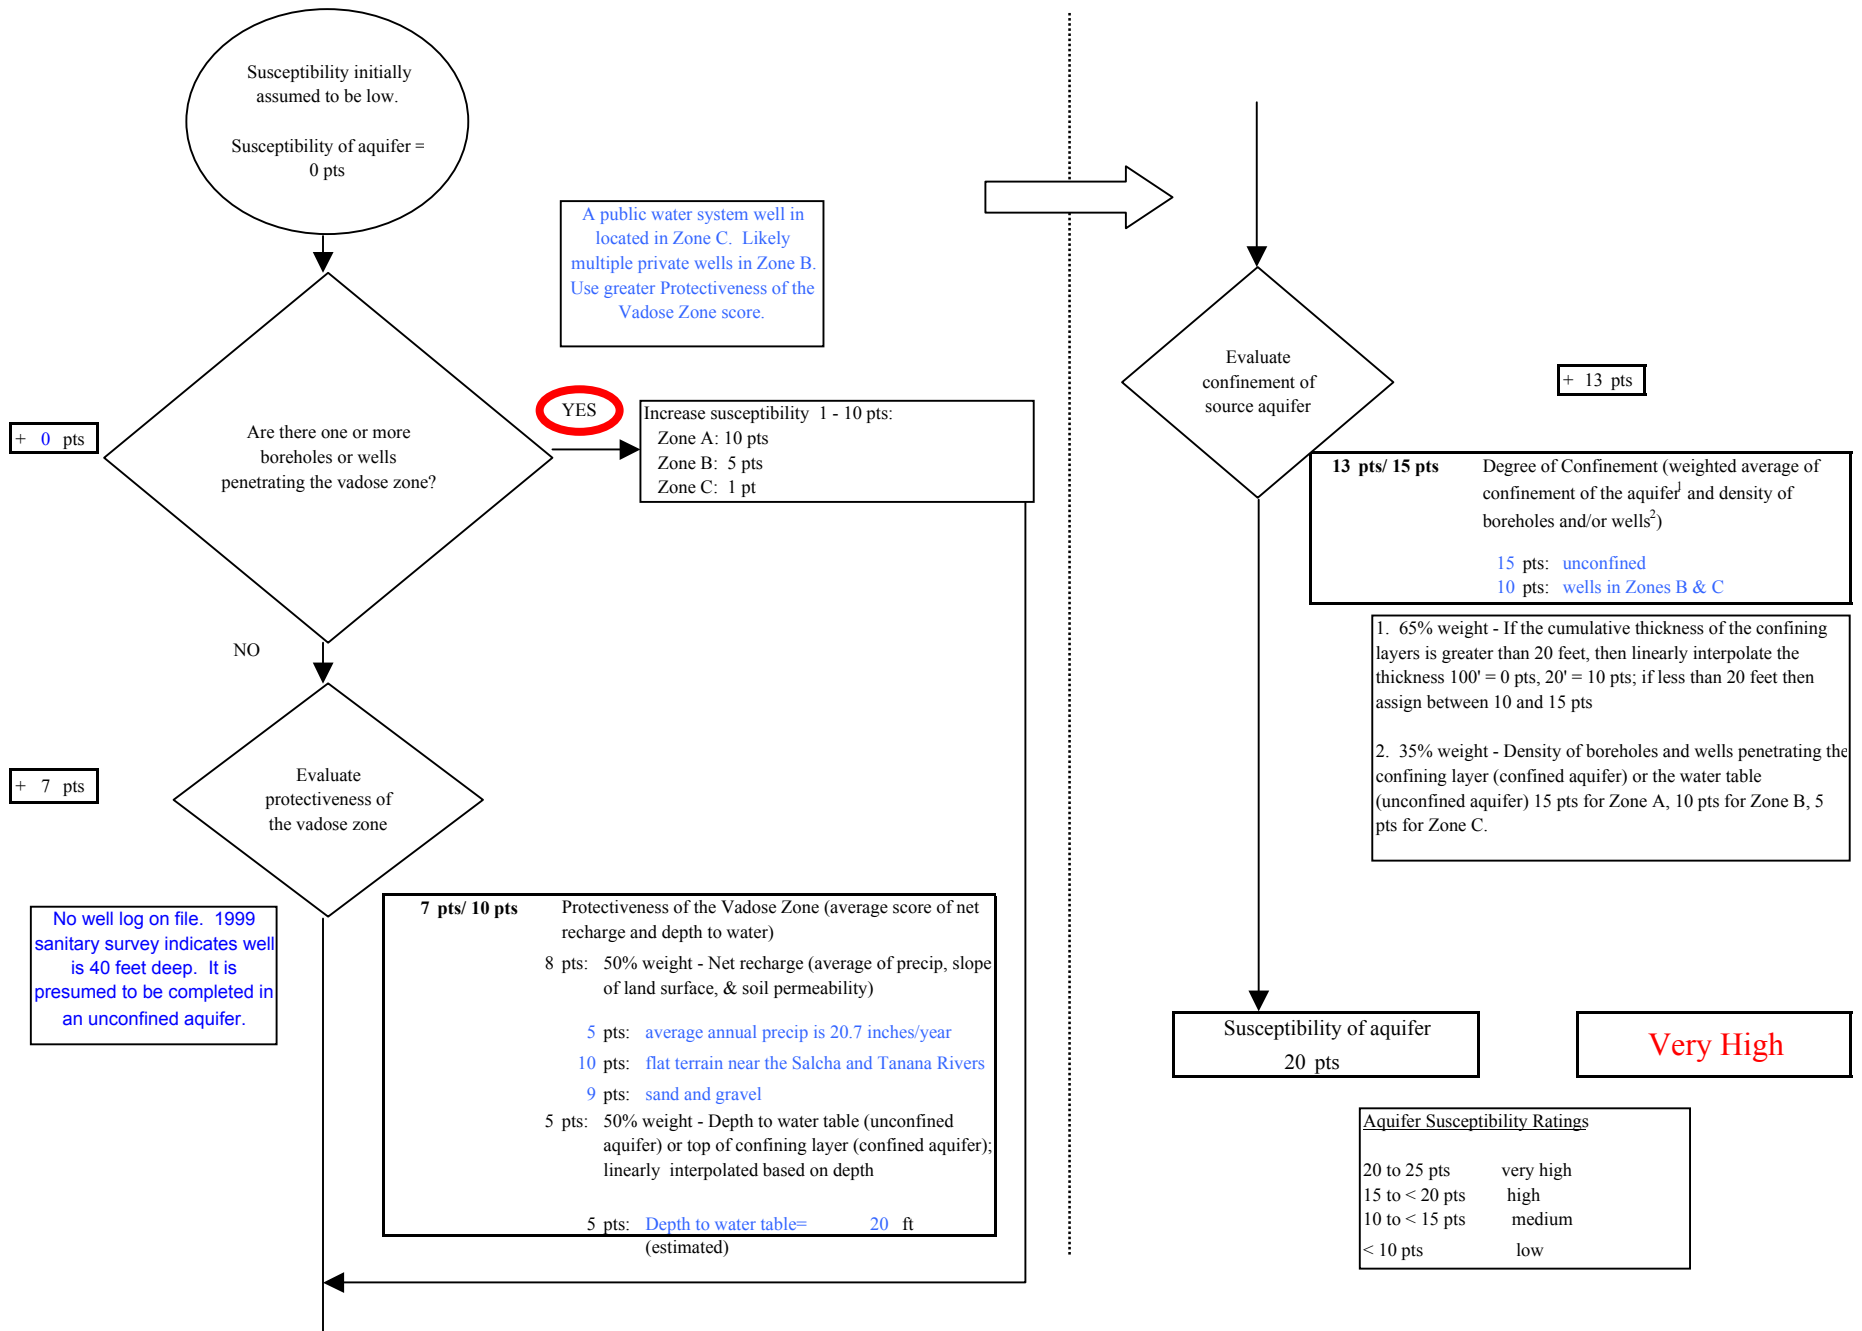 Susceptibility initially
assumed to be low.
Susceptibility of aquifer =
0 pts
A public water system well in
located in Zone C. Likely
multiple private wells in Zone B.
Use greater Protectiveness of the
Vadose Zone score.
+ 0 pts
Are there one or more
boreholes or wells
penetrating the vadose zone?
YES
Increase susceptibility 1 - 10 pts:
Zone A: 10 pts
Zone B: 5 pts
Zone C: 1 pt
NO
+ 7 pts
Evaluate
protectiveness of
the vadose zone
No well log on file. 1999
sanitary survey indicates well
is 40 feet deep. It is
presumed to be completed in
an unconfined aquifer.
7 pts/ 10 pts Protectiveness of the Vadose Zone (average score of net
recharge and depth to water)
8 pts: 50% weight - Net recharge (average of precip, slope
of land surface, & soil permeability)
5 pts: average annual precip is 20.7 inches/year
10 pts: flat terrain near the Salcha and Tanana Rivers
9 pts: sand and gravel
5 pts: 50% weight - Depth to water table (unconfined
aquifer) or top of confining layer (confined aquifer);
linearly interpolated based on depth
5 pts: Depth to water table= 20 ft
(estimated)
Evaluate
confinement of
source aquifer
+ 13 pts
13 pts/ 15 pts Degree of Confinement (weighted average of
confinement of the aquifer1 and density of
boreholes and/or wells2)
15 pts: unconfined
10 pts: wells in Zones B & C
1. 65% weight - If the cumulative thickness of the confining
layers is greater than 20 feet, then linearly interpolate the
thickness 100' = 0 pts, 20' = 10 pts; if less than 20 feet then
assign between 10 and 15 pts
2. 35% weight - Density of boreholes and wells penetrating the
confining layer (confined aquifer) or the water table
(unconfined aquifer) 15 pts for Zone A, 10 pts for Zone B, 5
pts for Zone C.
Susceptibility of aquifer
20 pts
Very High
Aquifer Susceptibility Ratings
20 to 25 pts very high
15 to < 20 pts high
10 to < 15 pts medium
< 10 pts low